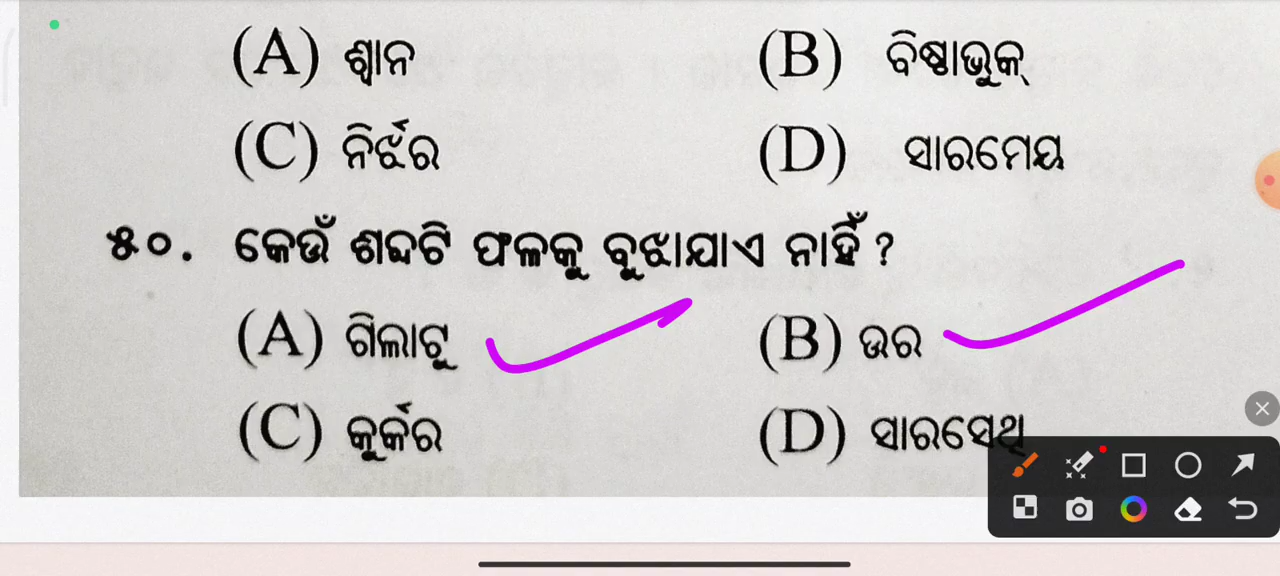 (A) ଶ୍ୱାନ (B) ବିଷ୍ଠାଭୁକ୍
(C) ନିର୍ଝର (D) ସାରମେୟ
୫୦. କେଉଁ ଶବ୍ଦଟି ଫଳକୁ ବୁଝାଯାଏ ନାହିଁ ?
(A) ଗିଲାଟୁ (B) ଉର
(C) କୁର୍କର (D) ସାରସେଥି